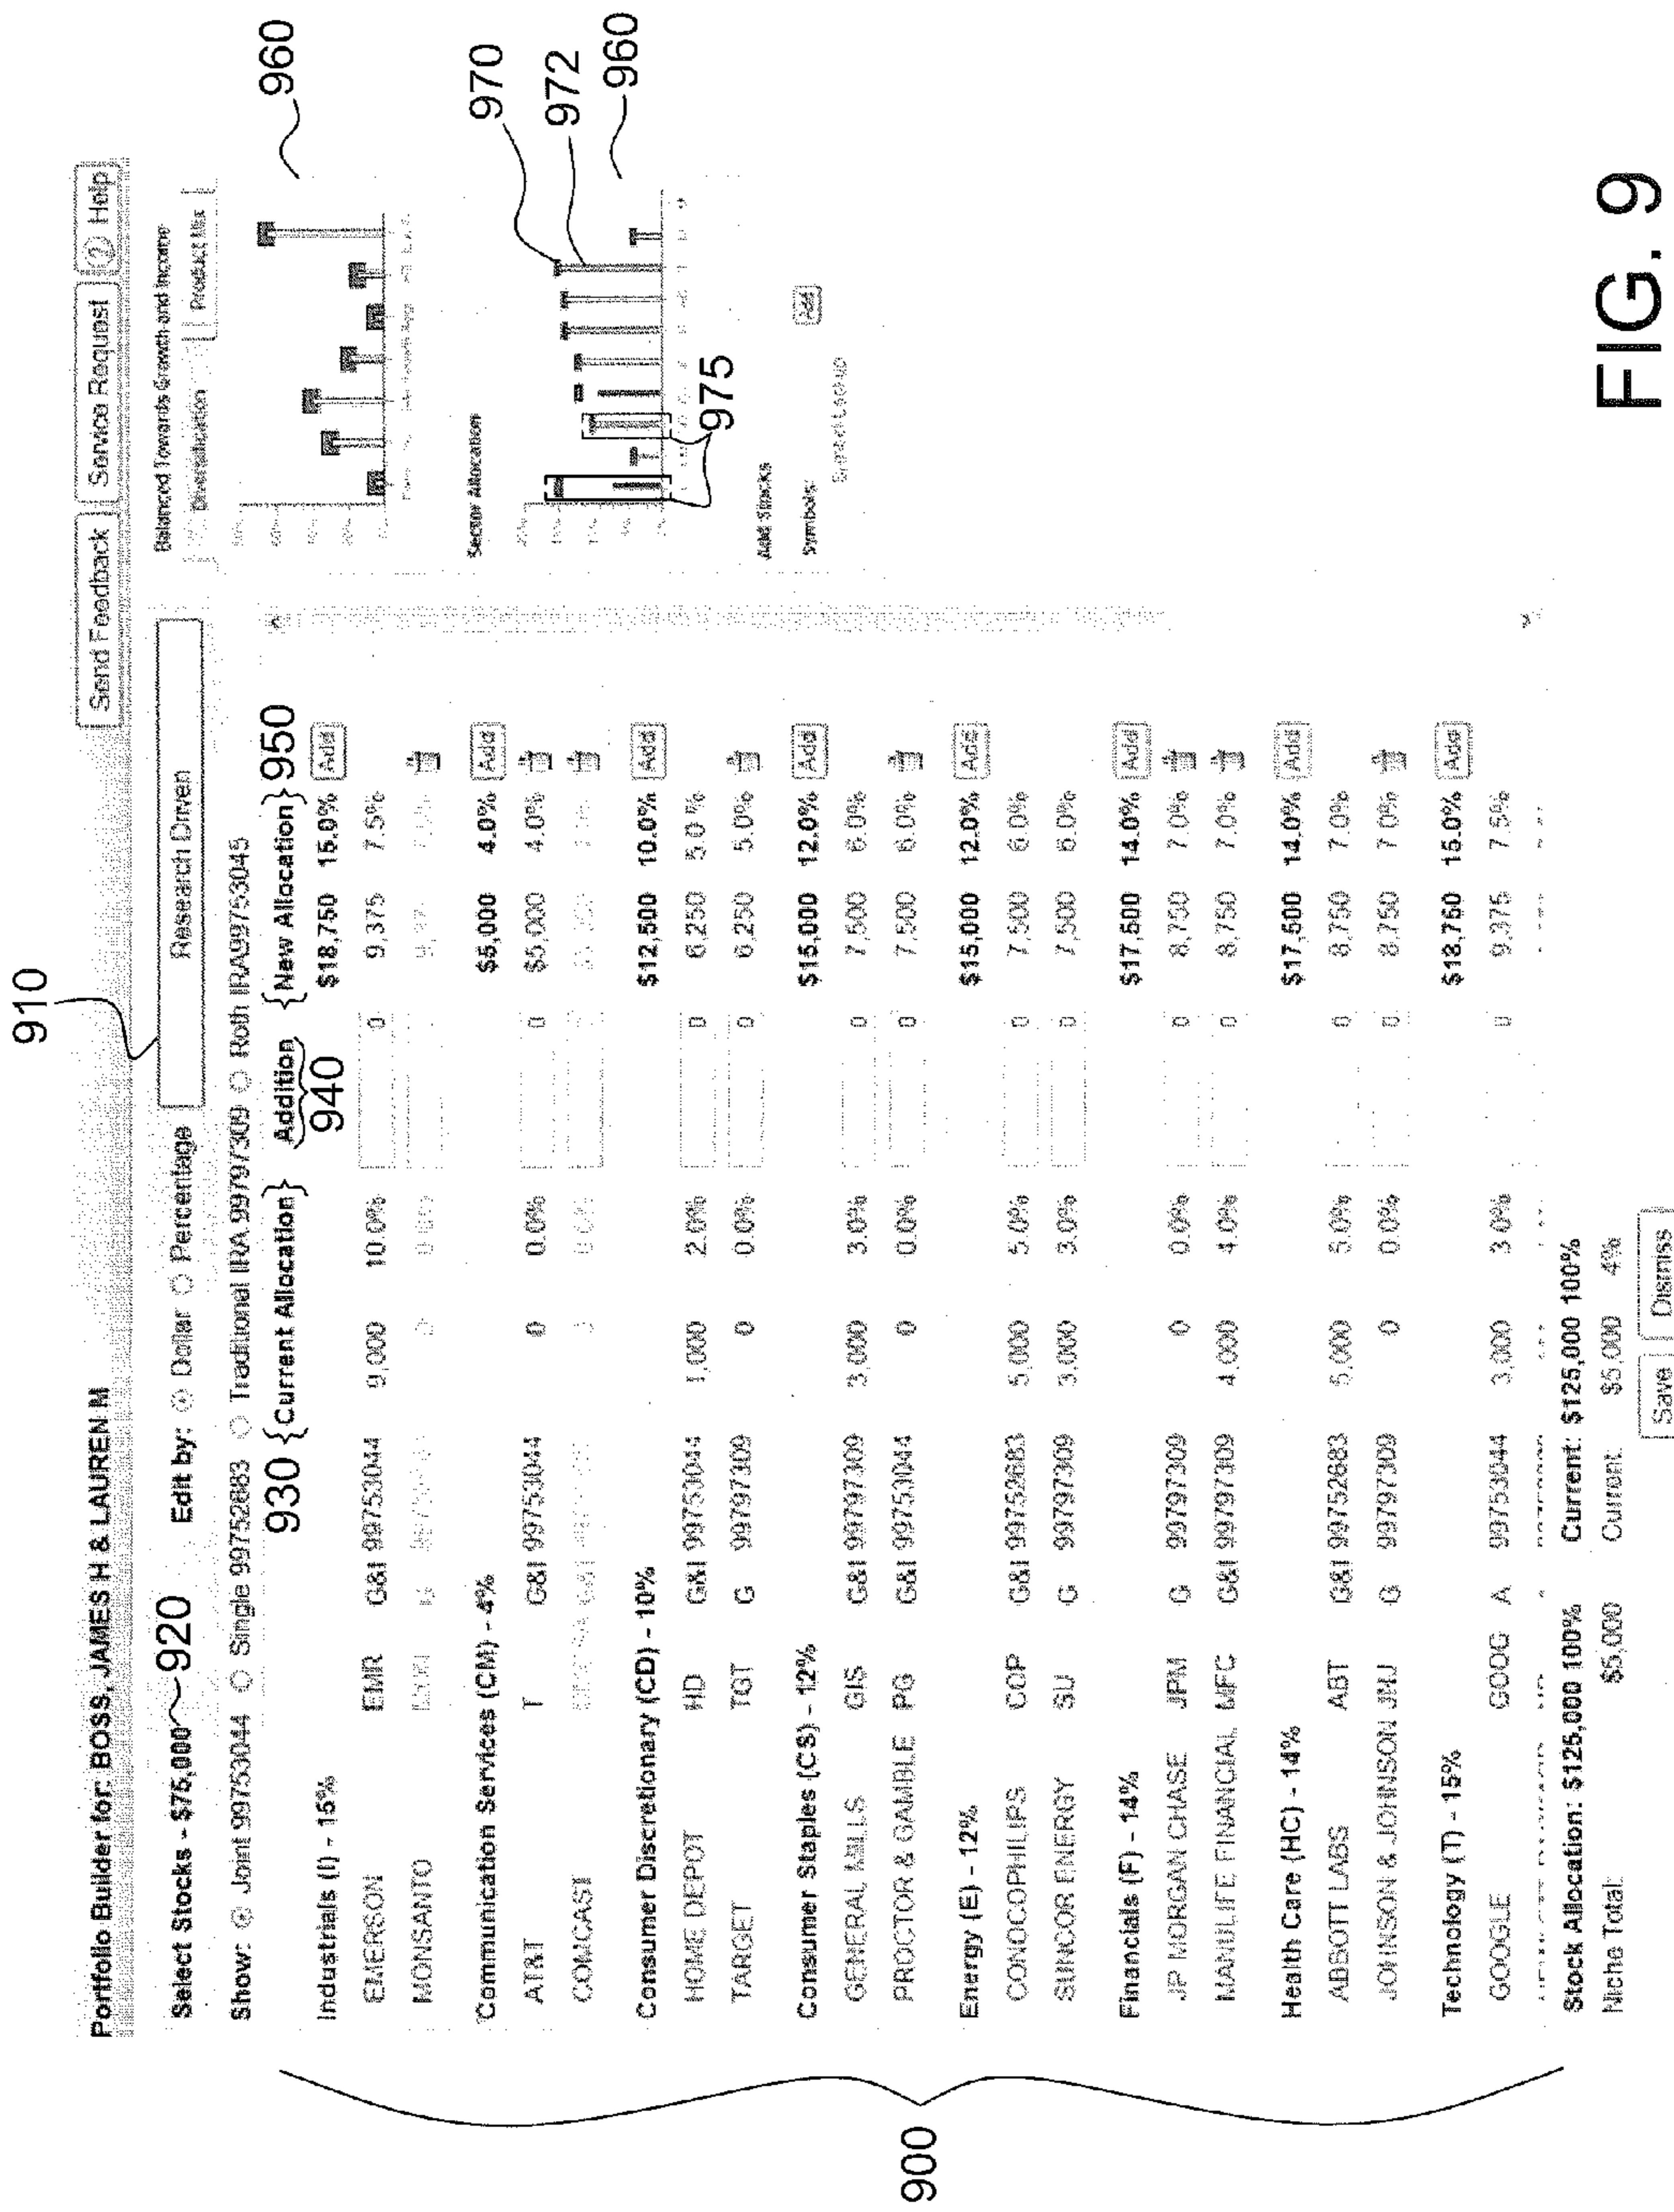 910
Send Feedback Service Request ? Help
Portfolio Builder for: BOSS, JAMES H & LAUREN M
Select Stocks - $75,000 920 Edit by: Dollar Percentage Research Driven
Show: Joint 99753044 Single 99752683 Traditional IRA 99797309 Roth IRA99753045
930 {Current Allocation} Addition {New Allocation} 950
940
Industrials (I) - 15% $18,750 15.0% Add
EMERSON EMR G&I 99753044 9,000 10.0% 0 9,375 7.5%
MONSANTO
Communication Services (CM) - 4% $5,000 4.0% Add
AT&T T G&I 99753044 0 0.0% 0 $5,000 4.0%
COMCAST
Consumer Discretionary (CD) - 10% $12,500 10.0% Add
HOME DEPOT HD G&I 99753044 1,000 2.0% 0 6,250 5.0%
TARGET TGT G 99797309 0 0.0% 0 6,250 5.0%
Consumer Staples (CS) - 12% $15,000 12.0% Add
GENERAL MILLS GIS G&I 99797309 3,000 3.0% 0 7,500 6.0%
PROCTOR & GAMBLE PG G&I 99753044 0 0.0% 0 7,500 6.0%
Energy (E) - 12% $15,000 12.0% Add
CONOCOPHILIPS COP G&I 99752683 5,000 5.0% 0 7,500 6.0%
SUNCOR ENERGY SU G 99797309 3,000 3.0% 0 7,500 6.0%
Financials (F) - 14% $17,500 14.0% Add
JP MORGAN CHASE JPM G 99797309 0 0.0% 0 8,750 7.0%
MANULIFE FINANCIAL MFC G&I 99797309 4,000 4.0% 0 8,750 7.0%
Health Care (HC) - 14% $17,500 14.0% Add
ABBOTT LABS ABT G&I 99752683 5,000 5.0% 0 8,750 7.0%
JOHNSON & JOHNSON JNJ G 99797309 0 0.0% 0 8,750 7.0%
Technology (T) - 15% $18,750 15.0% Add
GOOGLE GOOG A 99753044 3,000 3.0% 0 9,375 7.5%
Stock Allocation: $125,000 100% Current: $125,000 100%
Niche Total: $5,000 Current: $5,000 4%
Save Dismiss
900
Balanced Towards Growth and Income
Diversification Product Mix
960
Sector Allocation
970
972
960
975
Add Stocks
Symbols: Add
Symbol Lookup
FIG. 9